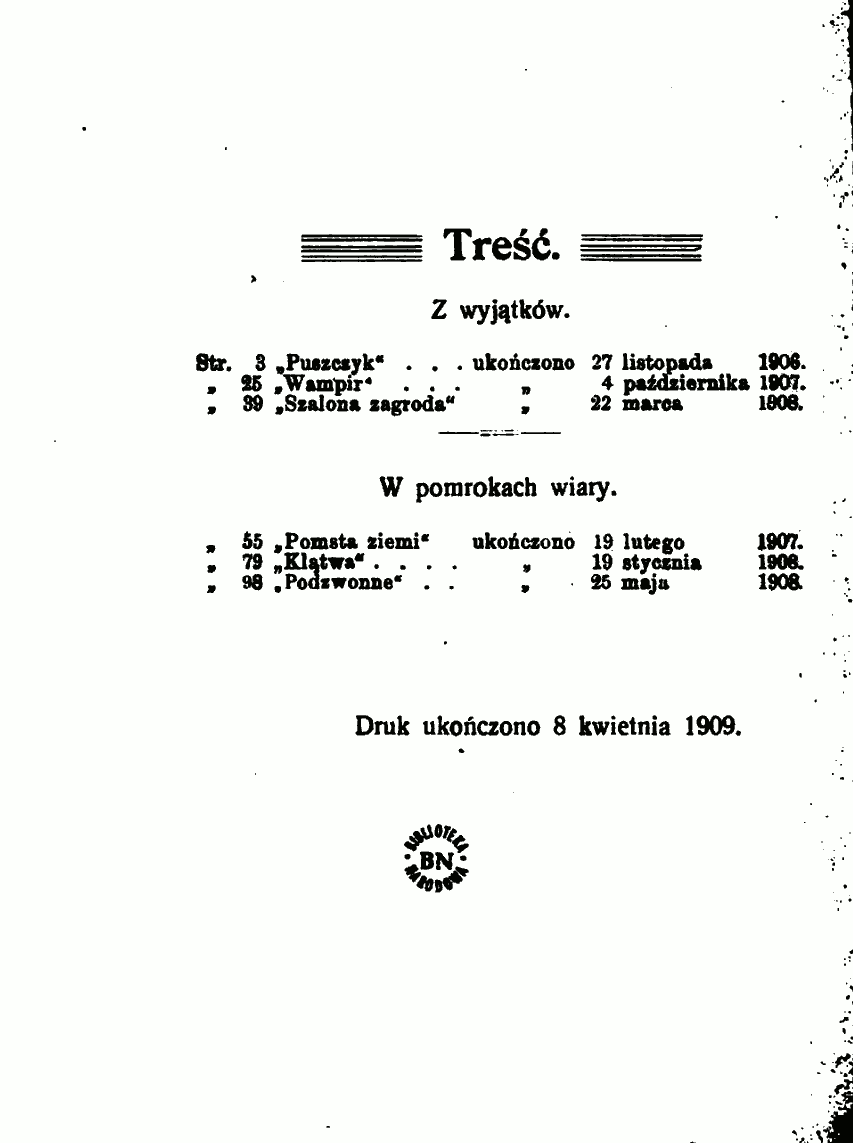 Treść.
Z wyjątków.
Str. 3 „Puszczyk“ . . . ukończono 27 listopada 1906.
„ 25 „Wampir“ . . . „ 4 października 1907.
„ 39 „Szalona zagroda“ „ 22 marca 1908.
W pomrokach wiary.
„ 55 „Pomsta ziemi“ ukończono 19 lutego 1907.
„ 79 „Klątwa“ . . . . „ 19 stycznia 1908.
„ 98 „Podzwonne“ . . „ 25 maja 1908.
Druk ukończono 8 kwietnia 1909.
BIBLIOTEKA
BN
NARODOWA